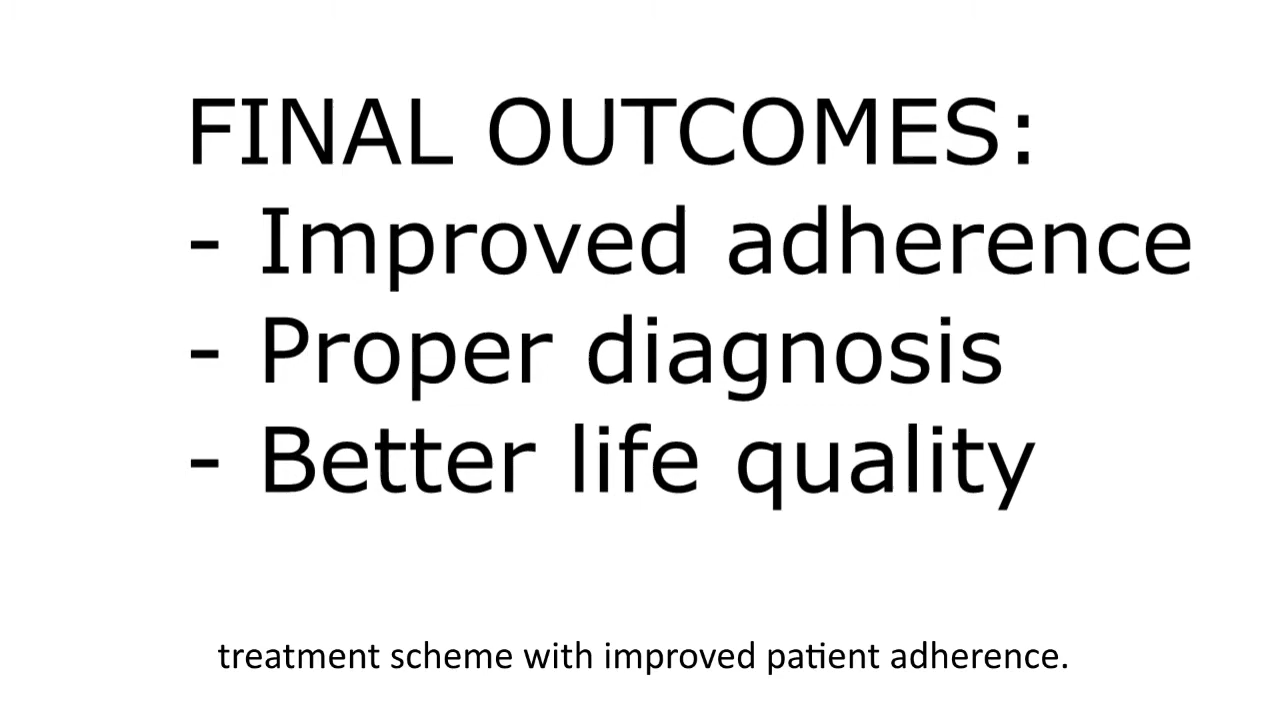 FINAL OUTCOMES:
- Improved adherence
- Proper diagnosis
- Better life quality
treatment scheme with improved patient adherence.